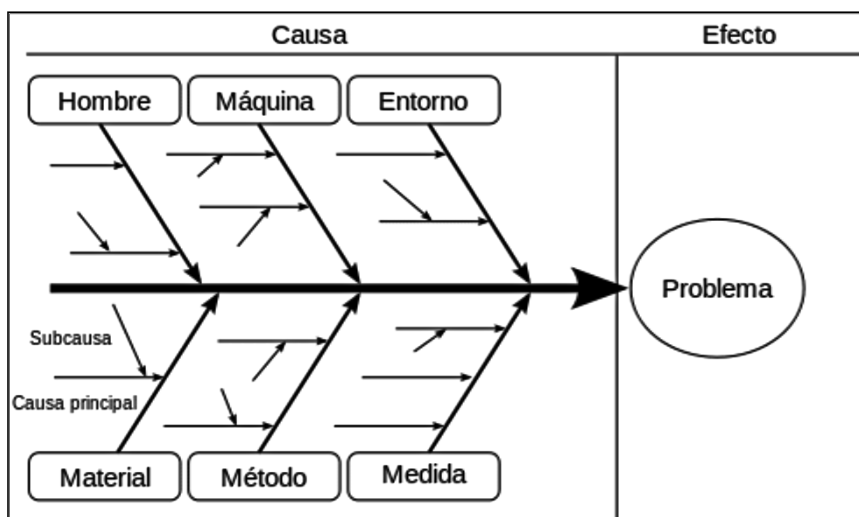 Causa
Efecto
Hombre
Máquina
Entorno
Problema
Subcausa
Causa principal
Material
Método
Medida